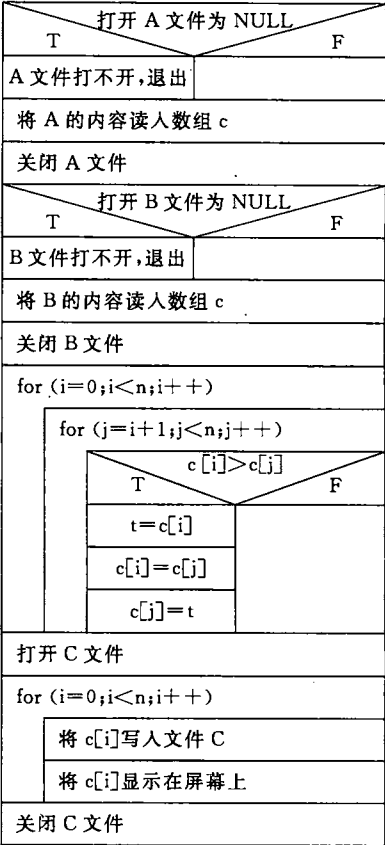 打开 A 文件为 NULL
T F
A 文件打不开,退出
将 A 的内容读入数组 c
关闭 A 文件
打开 B 文件为 NULL
T F
B 文件打不开,退出
将 B 的内容读入数组 c
关闭 B 文件
for (i=0;i<n;i++)
for (j=i+1;j<n;j++)
c[i]>c[j]
T F
t=c[i]
c[i]=c[j]
c[j]=t
打开 C 文件
for (i=0;i<n;i++)
将 c[i]写入文件 C
将 c[i]显示在屏幕上
关闭 C 文件